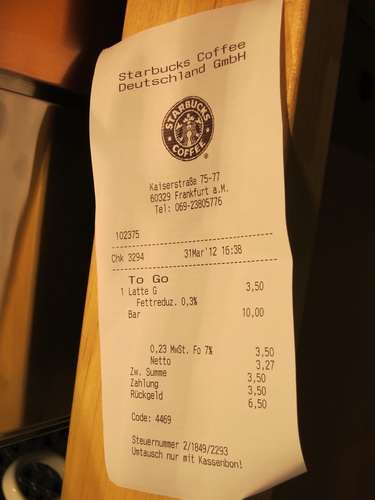 Starbucks Coffee
Deutschland GmbH
STARBUCKS
COFFEE
®
Kaiserstraße 75-77
60329 Frankfurt a.M.
Tel: 069-23805776
102375
Chk 3294 31Mar'12 16:38
To Go
1 Latte G 3,50
Fettreduz. 0,3%
Bar 10,00
0,23 MwSt. Fo 7% 3,50
Netto 3,27
Zw. Summe 3,50
Zahlung 3,50
Rückgeld 6,50
Code: 4469
Steuernummer 2/1849/2293
Umtausch nur mit Kassenbon!